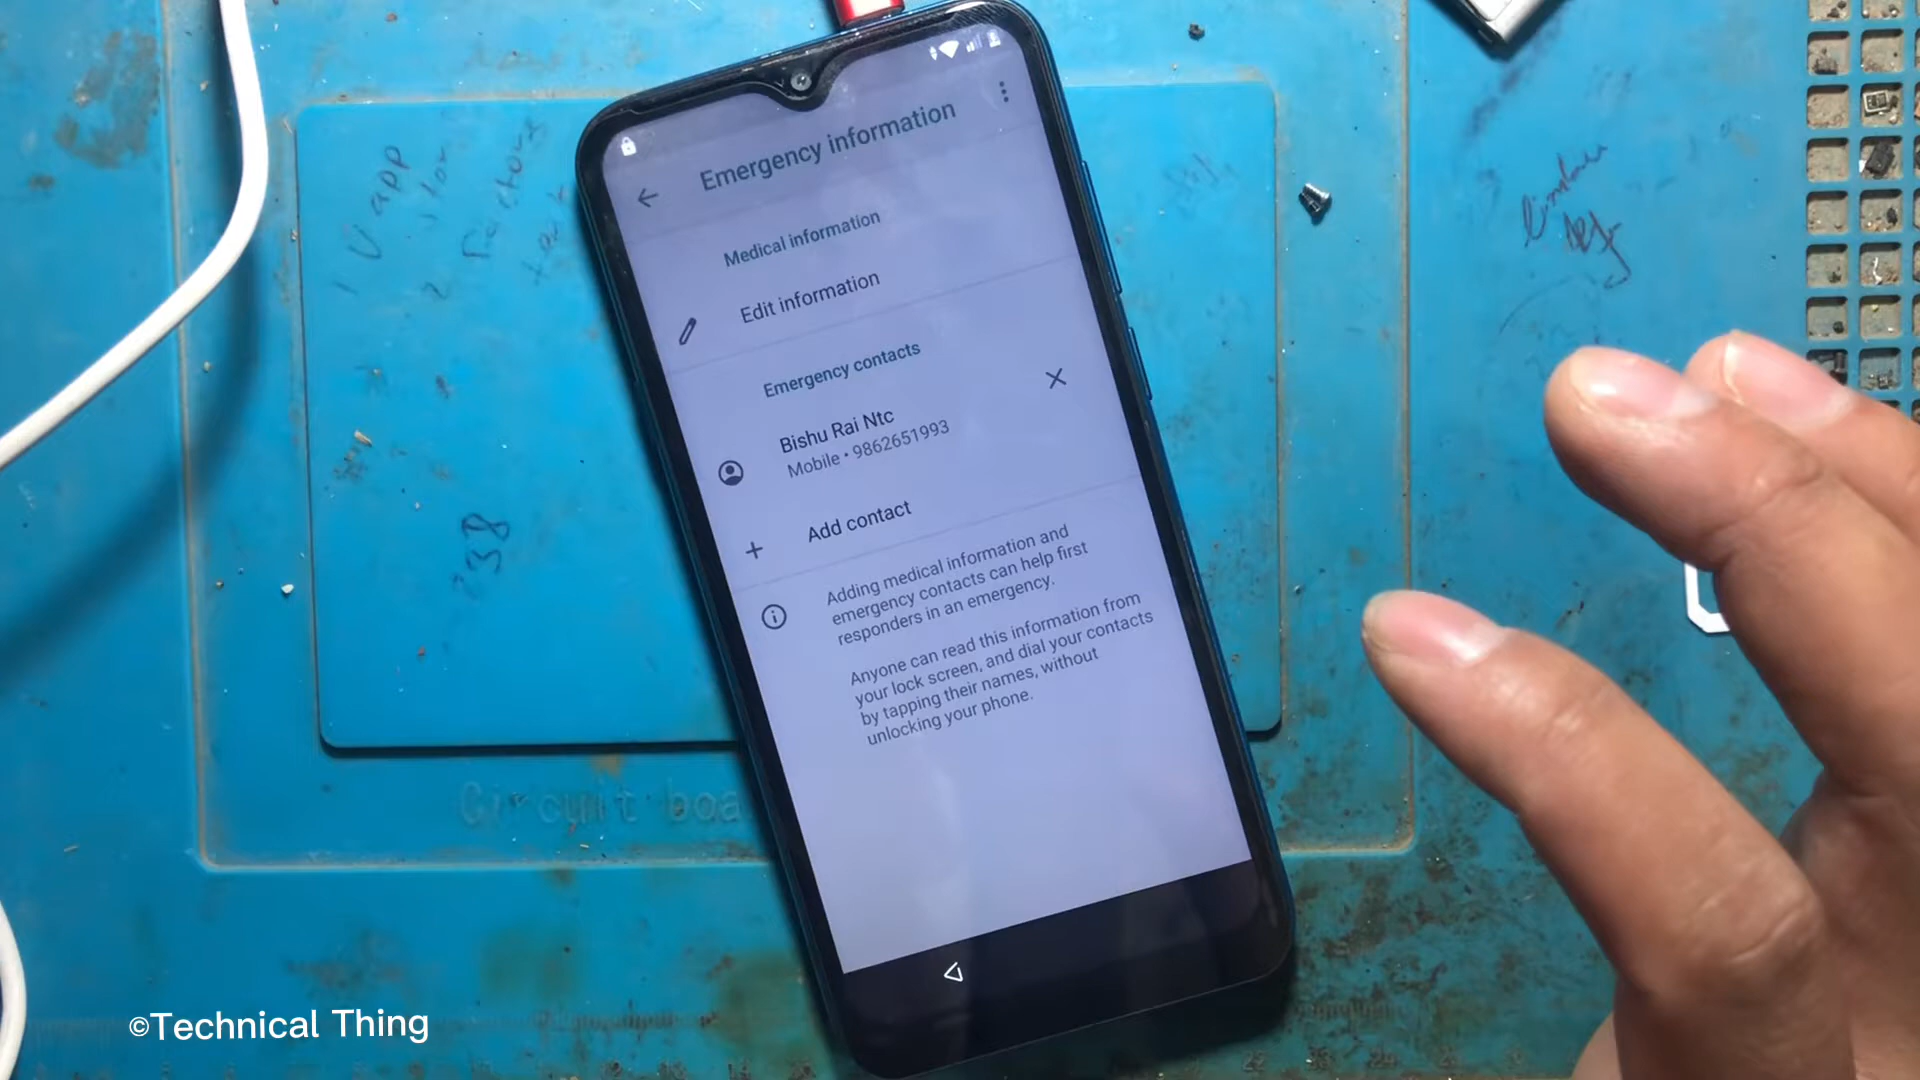 Emergency information
Medical information
Edit information
Emergency contacts
Bishu Rai Ntc
Mobile • 9862651993
Add contact
Adding medical information and
emergency contacts can help first
responders in an emergency.
Anyone can read this information from
your lock screen, and dial your contacts
by tapping their names, without
unlocking your phone.
Circuit boa
©Technical Thing